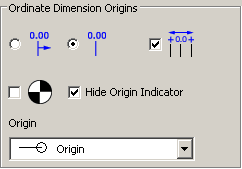 Ordinate Dimension Origins
0.00 0.00 +0.0+
Hide Origin Indicator
Origin
Origin